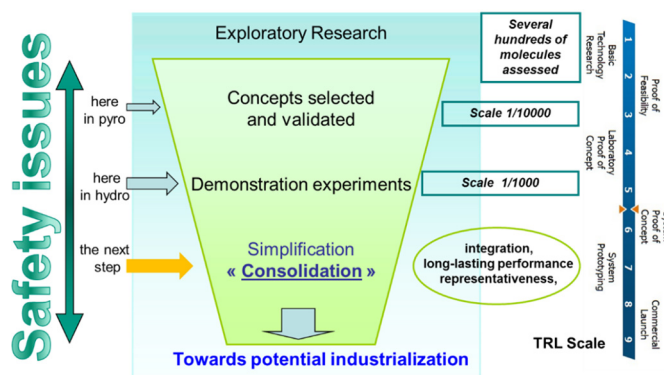 Safety issues
Exploratory Research
here
in pyro
here
in hydro
the next
step
Concepts selected
and validated
Demonstration experiments
Simplification
« Consolidation »
Towards potential industrialization
Several
hundreds of
molecules
assessed
Scale 1/10000
Scale 1/1000
integration,
long-lasting performance
representativeness,
Basic
Technology
Research
Laboratory
Proof of
Concept
System
Prototyping
TRL Scale
1
2
3
4
5
6
7
8
9
Proof of
Feasibility
Proof of
Concept
Commercial
Launch